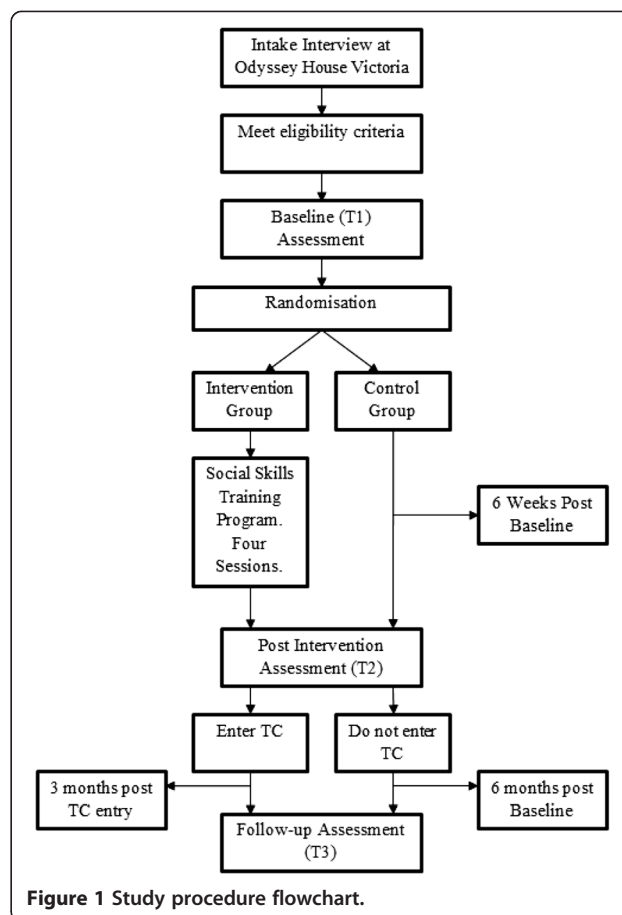 Intake Interview at
Odyssey House Victoria
Meet eligibility criteria
Baseline (T1)
Assessment
Randomisation
Intervention
Group
Control
Group
Social Skills
Training
Program.
Four
Sessions.
6 Weeks Post
Baseline
Post Intervention
Assessment (T2)
Enter TC
Do not enter
TC
3 months post
TC entry
6 months post
Baseline
Follow-up Assessment
(T3)
Figure 1 Study procedure flowchart.